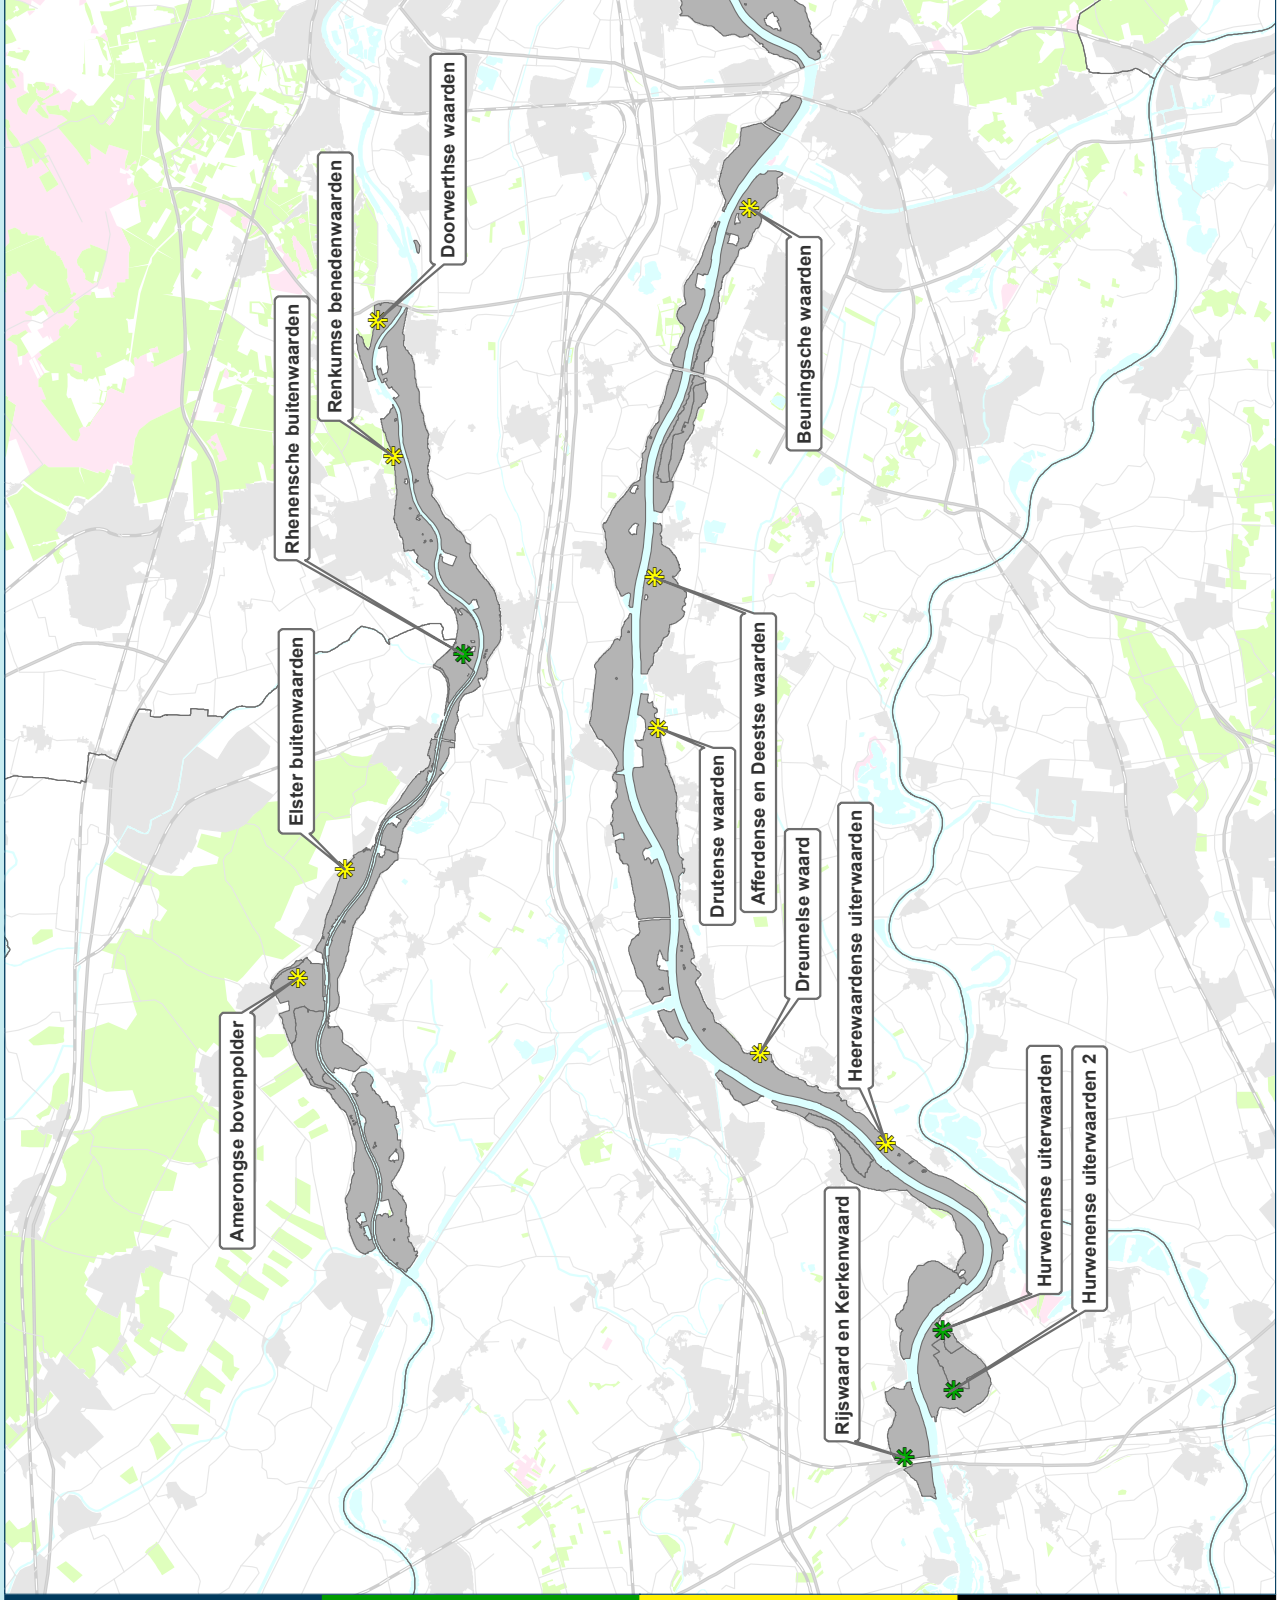 Amerongse bovenpolder
Elster buitenwaarden
Rhenensche buitenwaarden
Renkumse benedenwaarden
Doorwerthse waarden
Drutense waarden
Afferdense en Deestse waarden
Beuningsche waarden
Dreumelse waard
Heerewaardense uiterwaarden
Rijswaard en Kerkenwaard
Hurwenense uiterwaarden
Hurwenense uiterwaarden 2